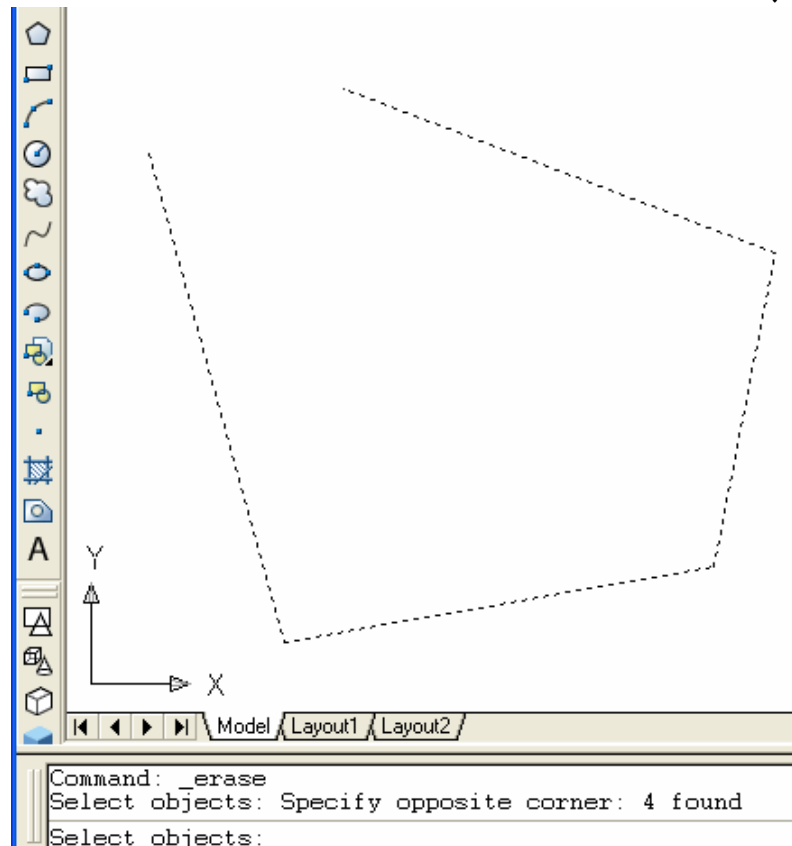 A
Y
X
Model Layout1 Layout2
Command: _erase
Select objects: Specify opposite corner: 4 found
Select objects: